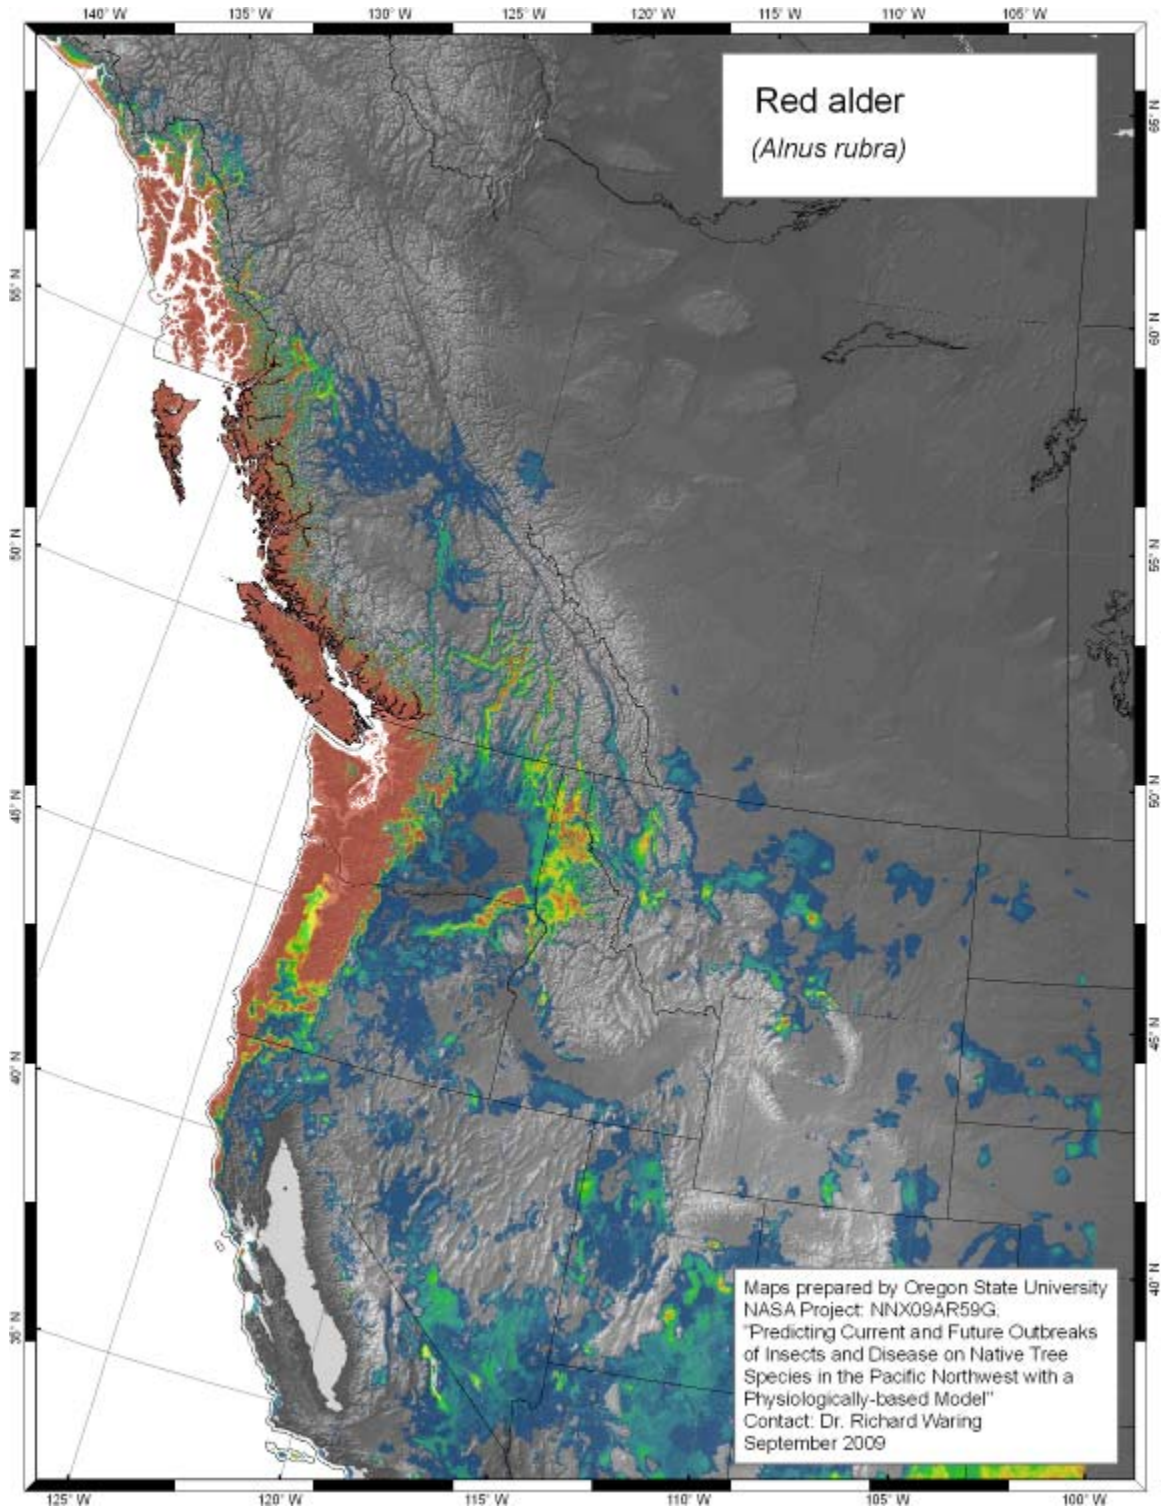 140° W 135° W 130° W 125° W 120° W 115° W 110° W 105° W
Red alder
(Alnus rubra)
65° N
60° N
55° N
50° N
45° N
40° N
55° N
50° N
45° N
40° N
35° N
Maps prepared by Oregon State University
NASA Project: NNX09AR59G.
"Predicting Current and Future Outbreaks
of Insects and Disease on Native Tree
Species in the Pacific Northwest with a
Physiologically-based Model"
Contact: Dr. Richard Waring
September 2009
125° W 120° W 115° W 110° W 105° W 100° W